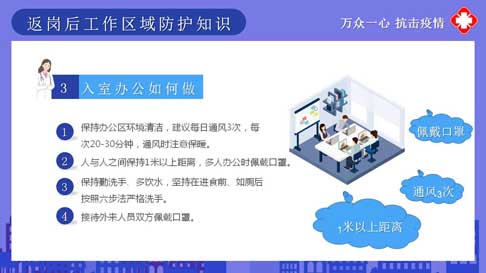 返岗后工作区域防护知识
万众一心 抗击疫情
3 入室办公如何做
1 保持办公区环境清洁，建议每日通风3次，每
次20-30分钟，通风时注意保暖。
2 人与人之间保持1米以上距离，多人办公时佩戴口罩。
3 保持勤洗手、多饮水，坚持在进食前、如厕后
按照六步法严格洗手。
4 接待外来人员双方佩戴口罩。
佩戴口罩
通风3次
1米以上距离